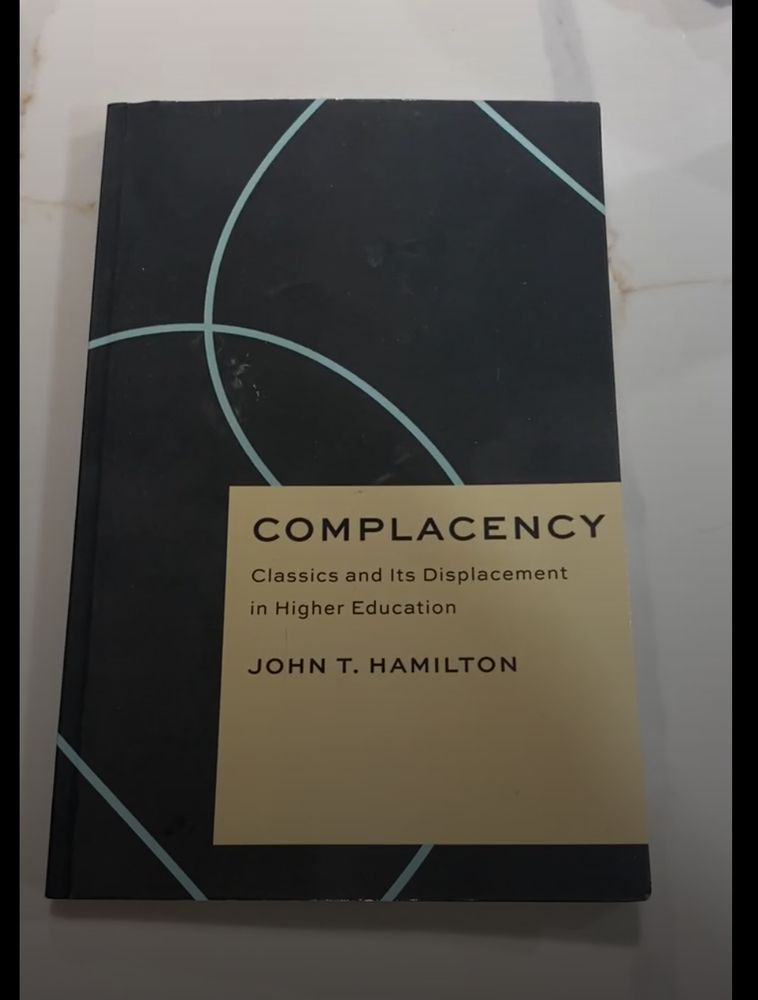 COMPLACENCY
Classics and Its Displacement
in Higher Education
JOHN T. HAMILTON